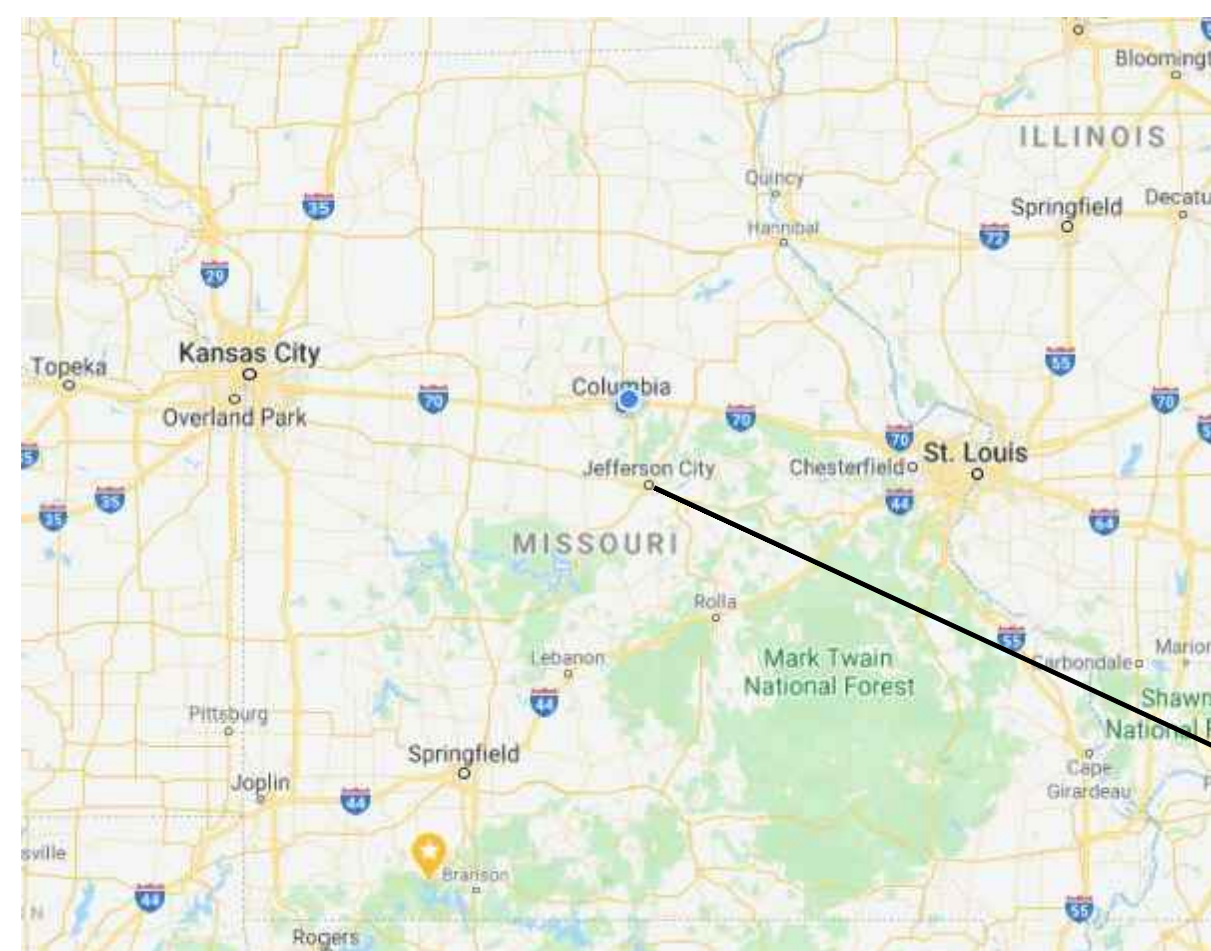 Bloomingt
ILLINOIS
Quincy
Springfield
Decatu
35
Hannibal
72
29
Kansas City
Topeka
55
Columbia
70
70
70
Overland Park
70
St. Louis
Jefferson City
Chesterfield
35
44
35
64
MISSOURI
Rolla
55
Carbondale
Marion
Lebanon
Mark Twain
National Forest
44
Shawn
National F
Pittsburg
Springfield
Cape
Girardeau
Joplin
44
sville
Branson
44
55
N
Rogers